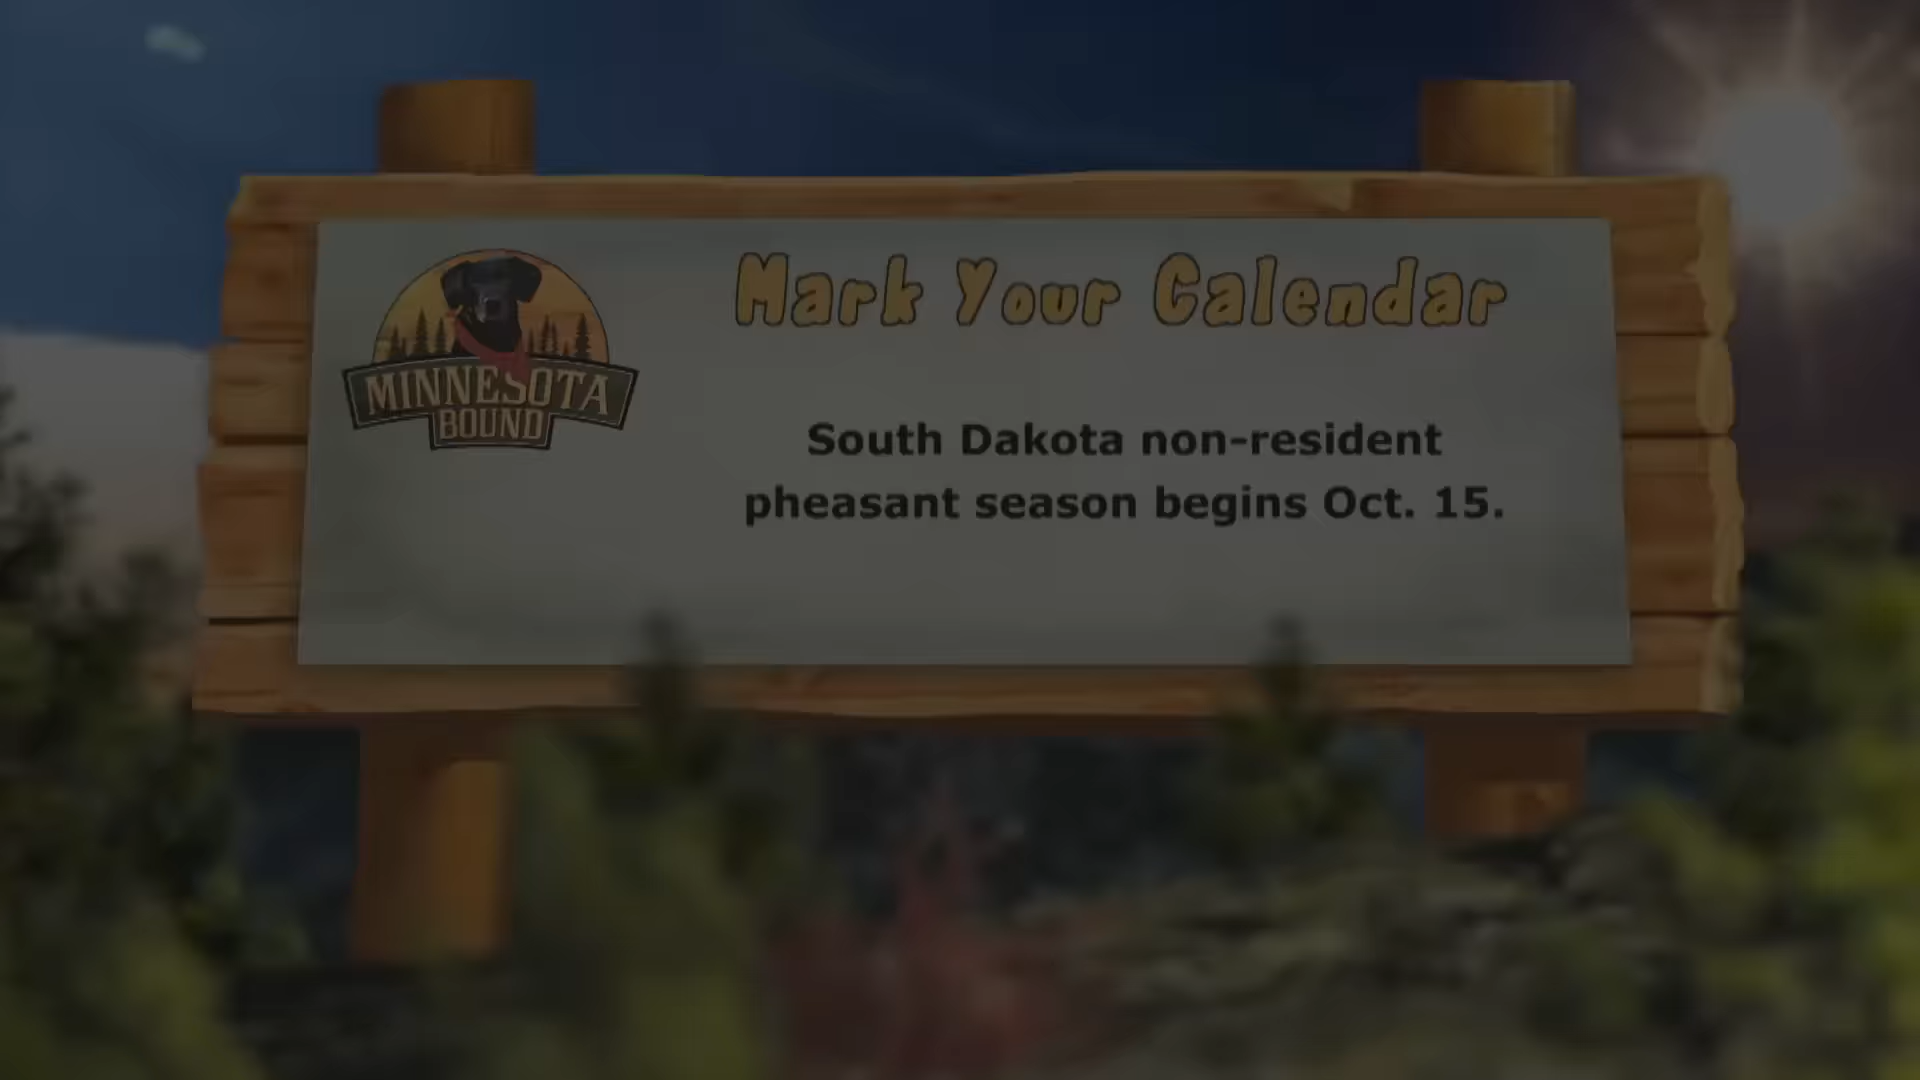 MINNESOTA
BOUND
Mark Your Calendar
South Dakota non-resident
pheasant season begins Oct. 15.